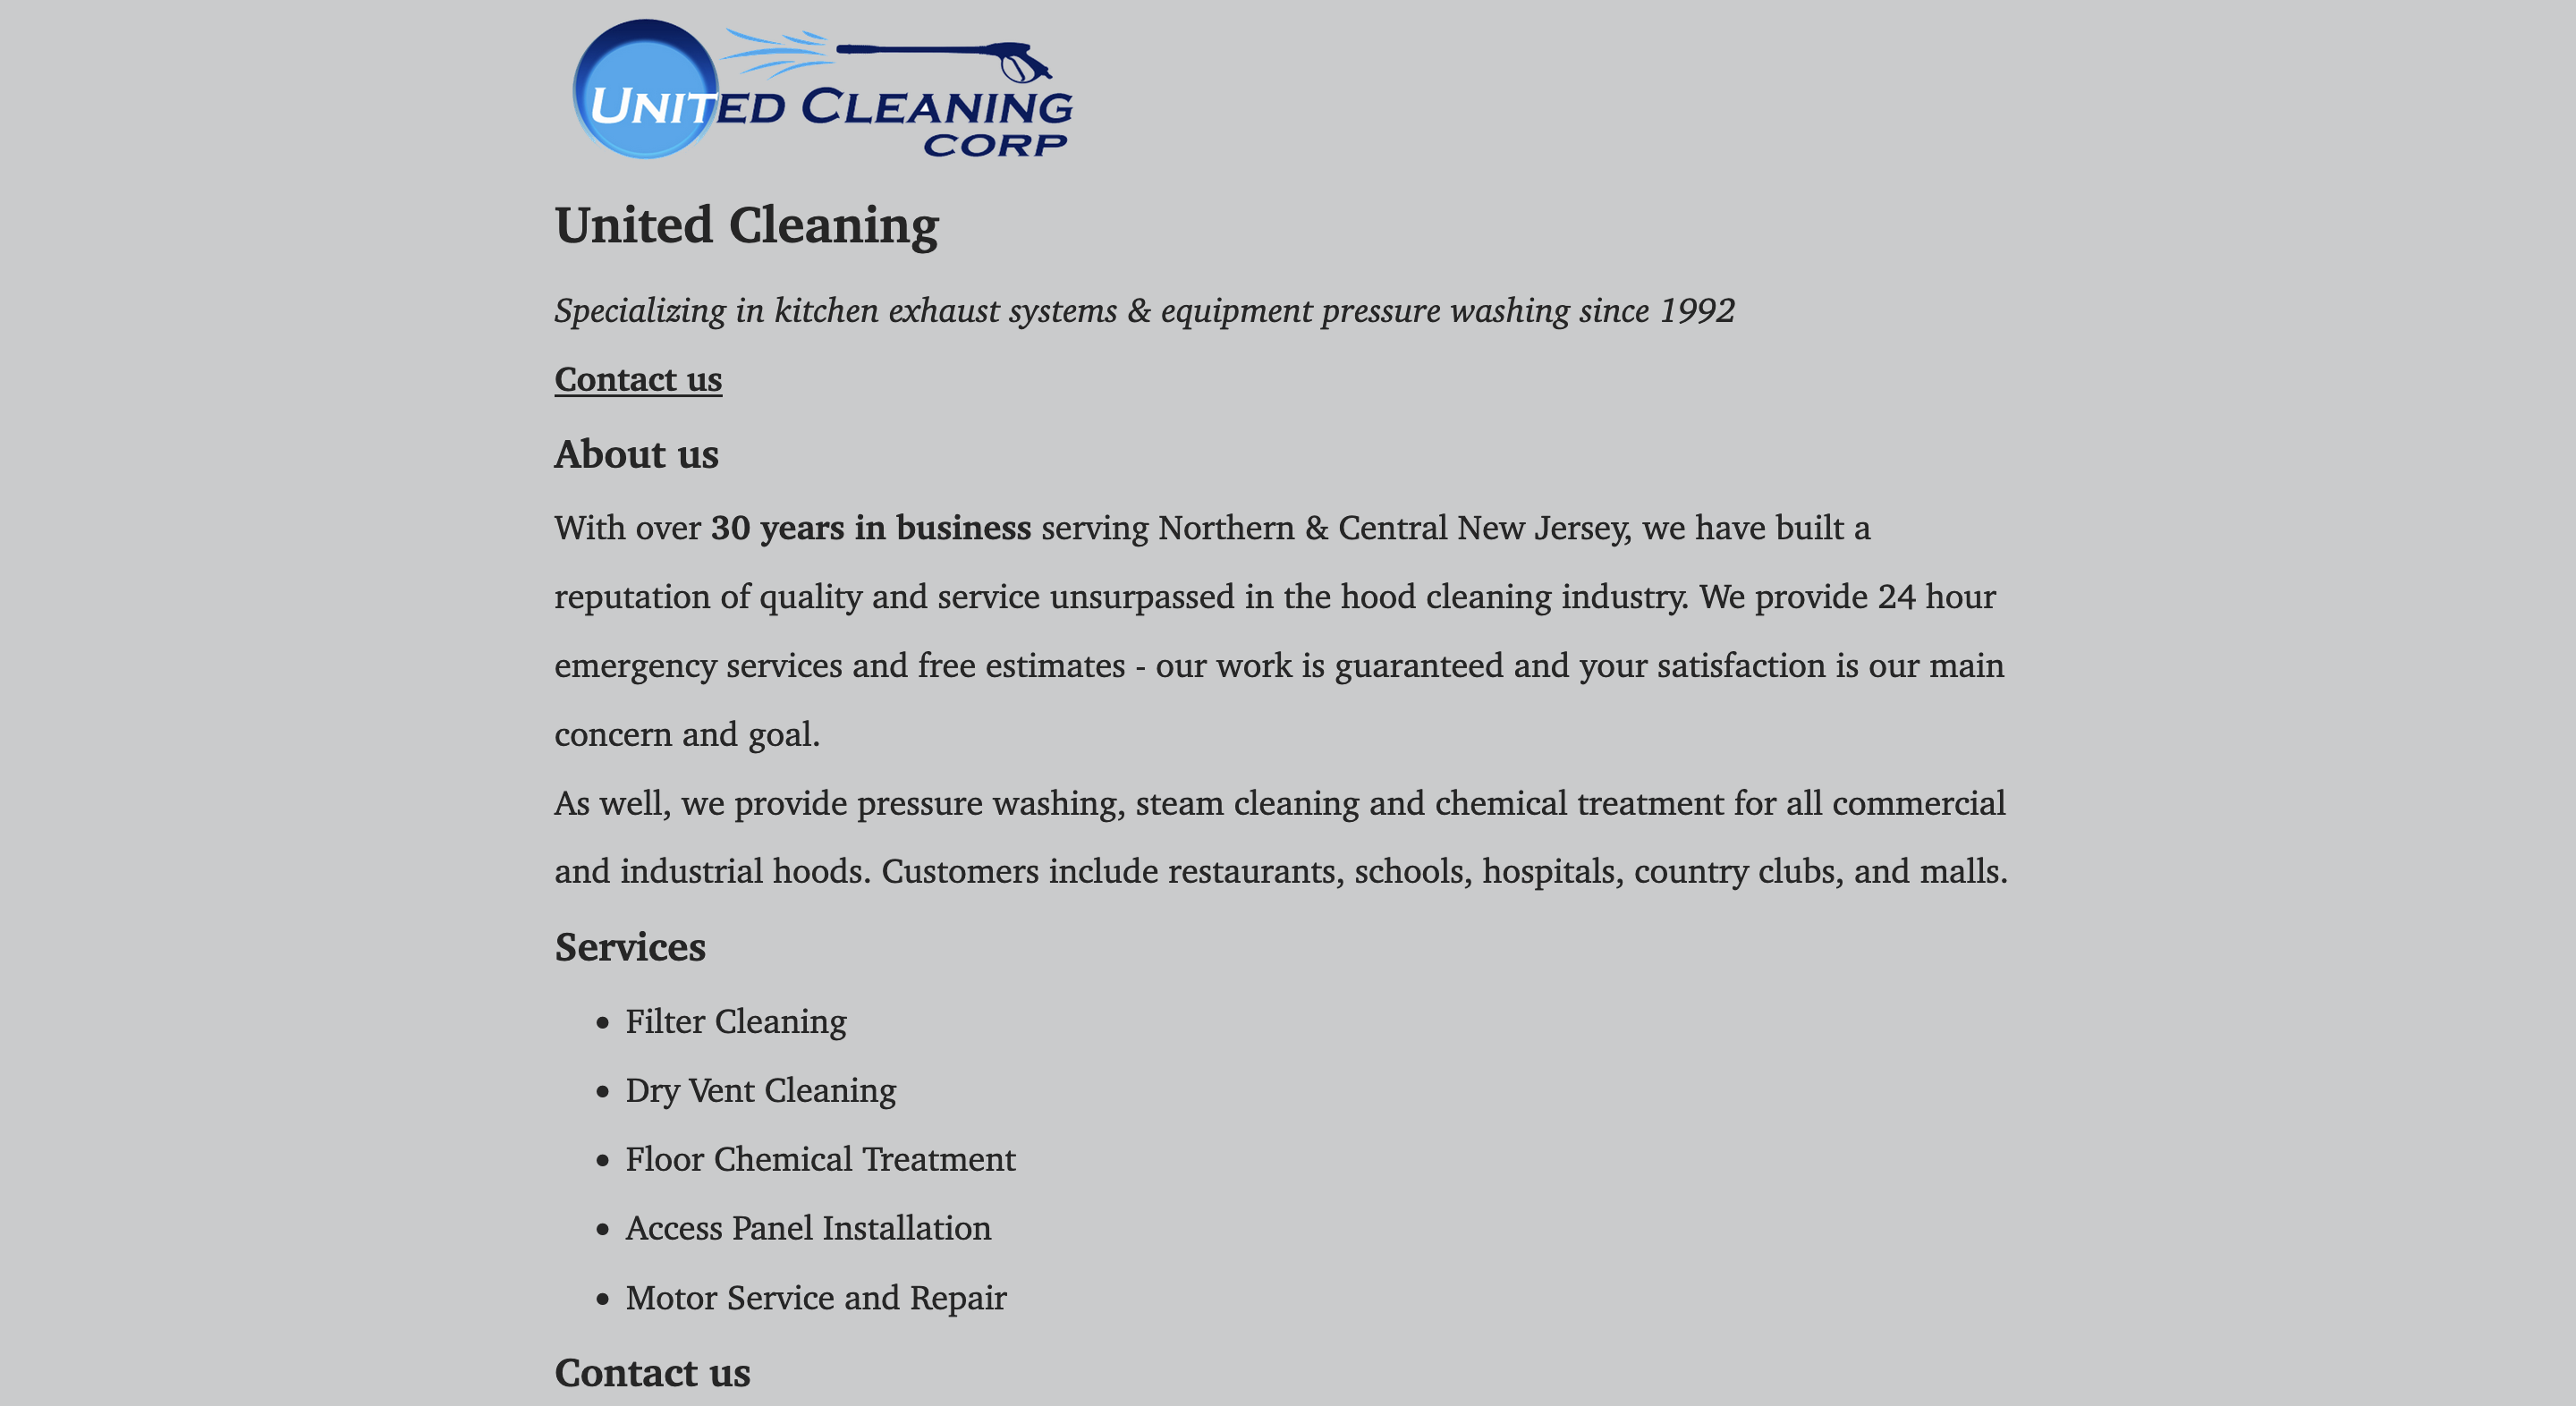 United Cleaning
Corp
United Cleaning
Specializing in kitchen exhaust systems & equipment pressure washing since 1992
Contact us
About us
With over 30 years in business serving Northern & Central New Jersey, we have built a
reputation of quality and service unsurpassed in the hood cleaning industry. We provide 24 hour
emergency services and free estimates - our work is guaranteed and your satisfaction is our main
concern and goal.
As well, we provide pressure washing, steam cleaning and chemical treatment for all commercial
and industrial hoods. Customers include restaurants, schools, hospitals, country clubs, and malls.
Services
• Filter Cleaning
• Dry Vent Cleaning
• Floor Chemical Treatment
• Access Panel Installation
• Motor Service and Repair
Contact us